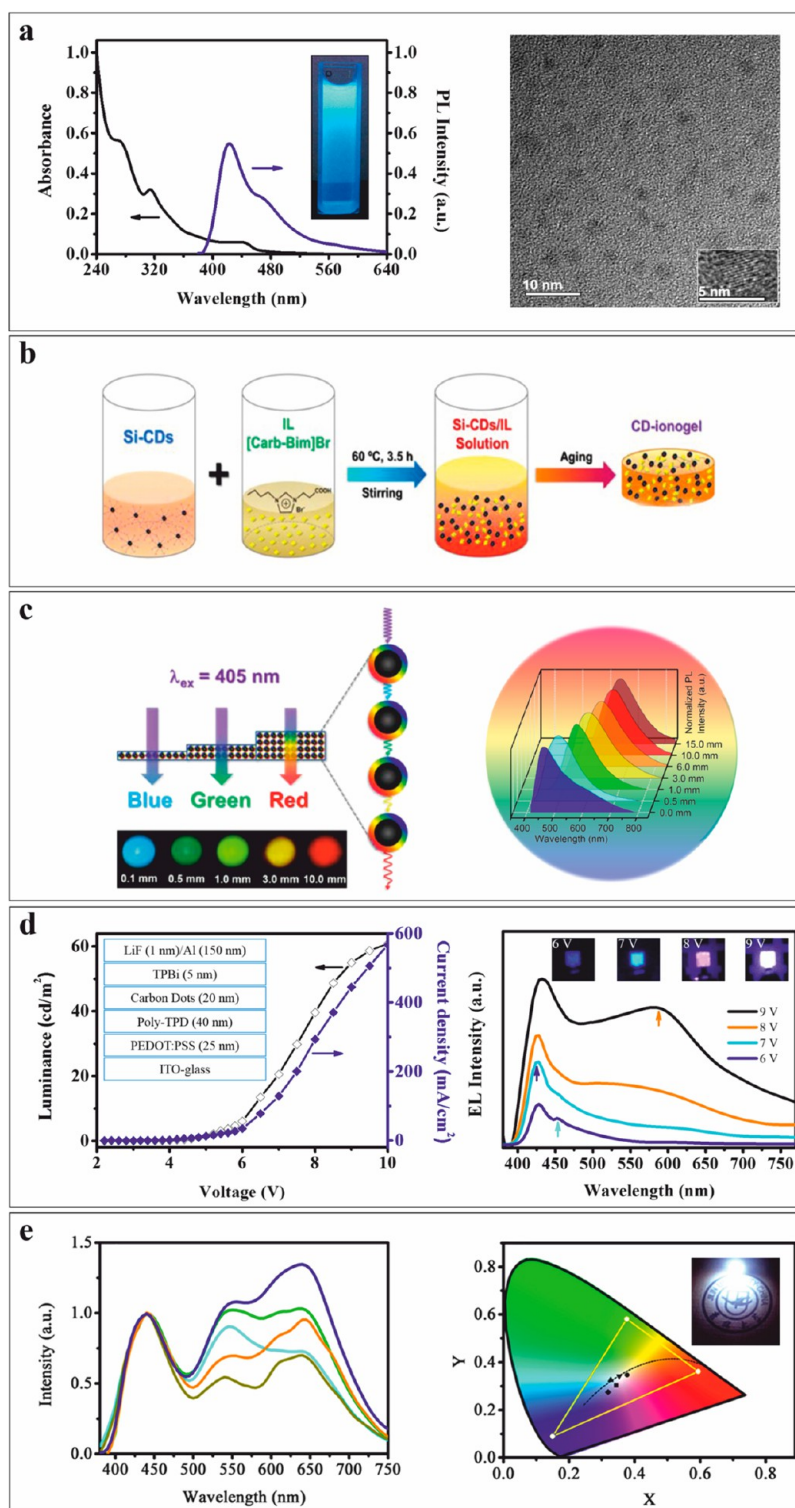 a
1.0
0.8
0.6
0.4
0.2
0.0
Absorbance
1.0
0.8
0.6
0.4
0.2
0.0
PL Intensity (a.u.)
240 320 400 480 560 640
Wavelength (nm)
10 nm
5 nm
b
Si-CDs
+
IL
[Carb-Bim]Br
COOH
N
N
Br-
60 ºC, 3.5 h
Stirring
Si-CDs/IL
Solution
Aging
CD-ionogel
c
λex = 405 nm
Blue Green Red
0.1 mm 0.5 mm 1.0 mm 3.0 mm 10.0 mm
Normalized PL
Intensity (a.u.)
15.0 mm
10.0 mm
6.0 mm
3.0 mm
1.0 mm
0.5 mm
0.0 mm
400 500 600 700 800
Wavelength (nm)
d
60
40
20
0
Luminance (cd/m2)
LiF (1 nm)/Al (150 nm)
TPBi (5 nm)
Carbon Dots (20 nm)
Poly-TPD (40 nm)
PEDOT:PSS (25 nm)
ITO-glass
600
500
400
300
200
100
0
Current density (mA/cm2)
2 4 6 8 10
Voltage (V)
6 V 7 V 8 V 9 V
9 V
8 V
7 V
6 V
EL Intensity (a.u.)
400 450 500 550 600 650 700 750
Wavelength (nm)
e
1.5
1.0
0.5
0.0
Intensity (a.u.)
400 450 500 550 600 650 700 750
Wavelength (nm)
0.8
0.6
0.4
0.2
0.0
Y
0.0 0.2 0.4 0.6 0.8
X